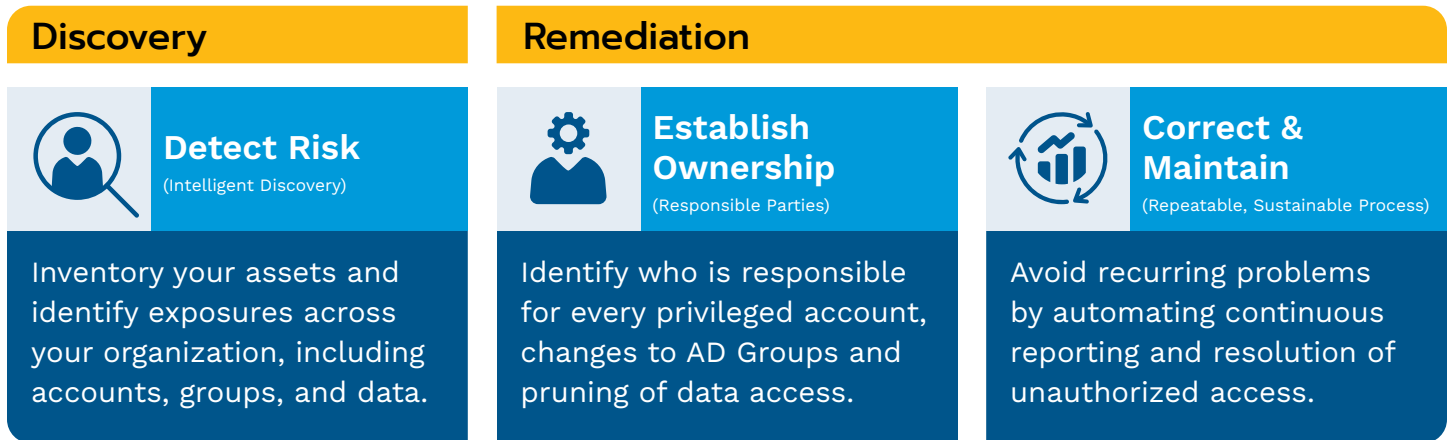 Discovery
Remediation
Detect Risk
(Intelligent Discovery)
Inventory your assets and
identify exposures across
your organization, including
accounts, groups, and data.
Establish
Ownership
(Responsible Parties)
Identify who is responsible
for every privileged account,
changes to AD Groups and
pruning of data access.
Correct &
Maintain
(Repeatable, Sustainable Process)
Avoid recurring problems
by automating continuous
reporting and resolution of
unauthorized access.